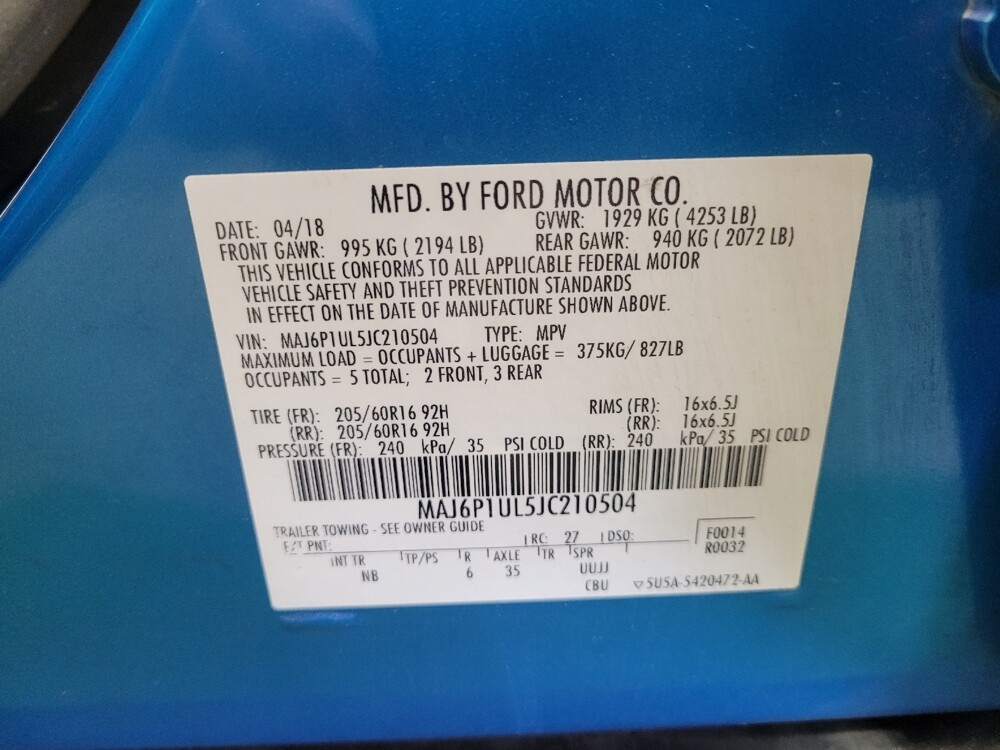 MFD. BY FORD MOTOR CO.
DATE: 04/18 GVWR: 1929 KG ( 4253 LB)
FRONT GAWR: 995 KG ( 2194 LB) REAR GAWR: 940 KG ( 2072 LB)
THIS VEHICLE CONFORMS TO ALL APPLICABLE FEDERAL MOTOR
VEHICLE SAFETY AND THEFT PREVENTION STANDARDS
IN EFFECT ON THE DATE OF MANUFACTURE SHOWN ABOVE.
VIN: MAJ6P1UL5JC210504 TYPE: MPV
MAXIMUM LOAD = OCCUPANTS + LUGGAGE = 375KG/ 827LB
OCCUPANTS = 5 TOTAL; 2 FRONT, 3 REAR
TIRE (FR): 205/60R16 92H RIMS (FR): 16x6.5J
(RR): 205/60R16 92H (RR): 16x6.5J
PRESSURE (FR): 240 kPa/ 35 PSI COLD (RR): 240 kPa/ 35 PSI COLD
MAJ6P1UL5JC210504
TRAILER TOWING - SEE OWNER GUIDE
PNT: RC: 27 DSO: F0014
R0032
INT TR TP/PS R AXLE TR SPR
NB 6 35 UUJJ
CBU 5U5A-5420472-AA